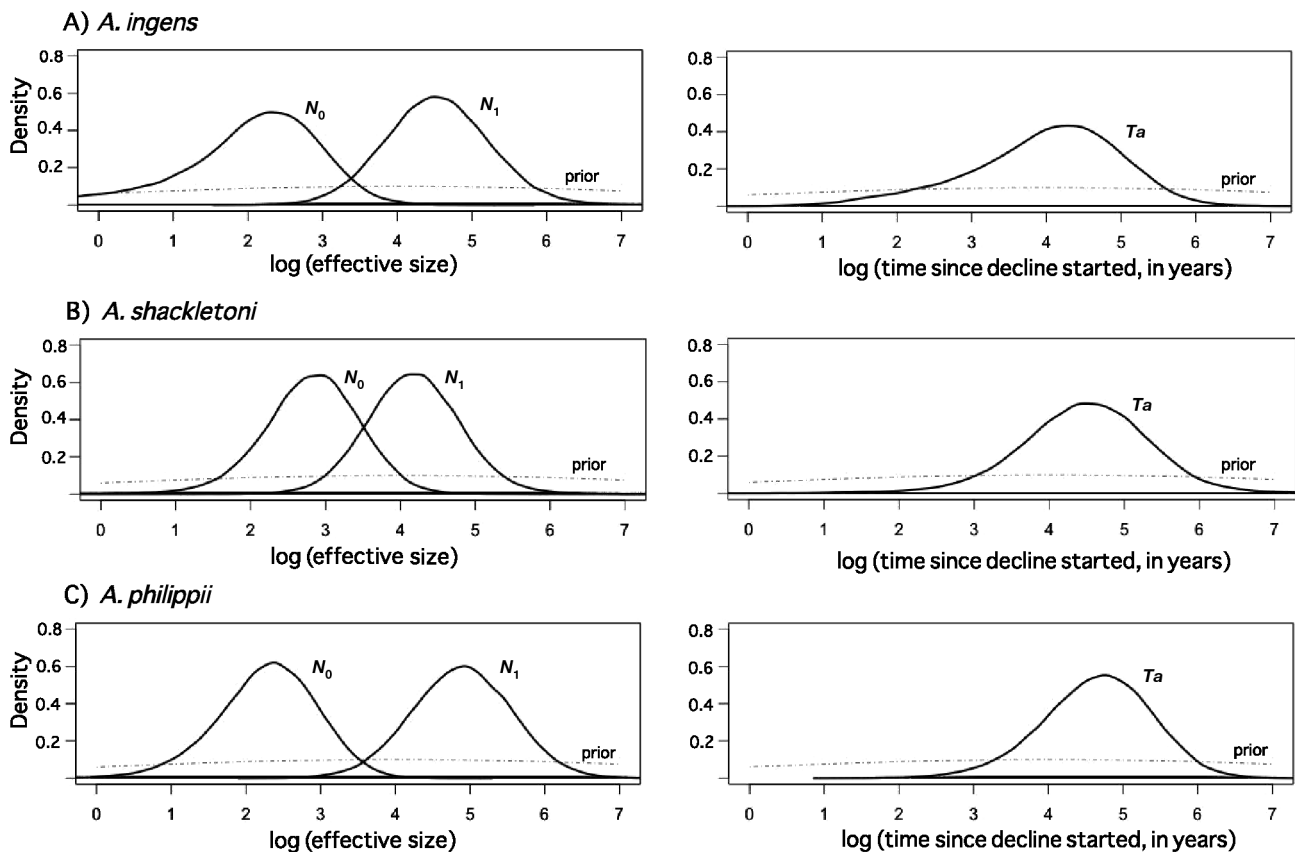 A) A. ingens
Density
0.8
0.6
0.4
0.2
N0
N1
prior
0 1 2 3 4 5 6 7
log (effective size)
0.8
0.6
0.4
0.2
Ta
prior
0 1 2 3 4 5 6 7
log (time since decline started, in years)
B) A. shackletoni
Density
0.8
0.6
0.4
0.2
N0
N1
prior
0 1 2 3 4 5 6 7
log (effective size)
0.8
0.6
0.4
0.2
Ta
prior
0 1 2 3 4 5 6 7
log (time since decline started, in years)
C) A. philippii
Density
0.8
0.6
0.4
0.2
N0
N1
prior
0 1 2 3 4 5 6 7
log (effective size)
0.8
0.6
0.4
0.2
Ta
prior
0 1 2 3 4 5 6 7
log (time since decline started, in years)